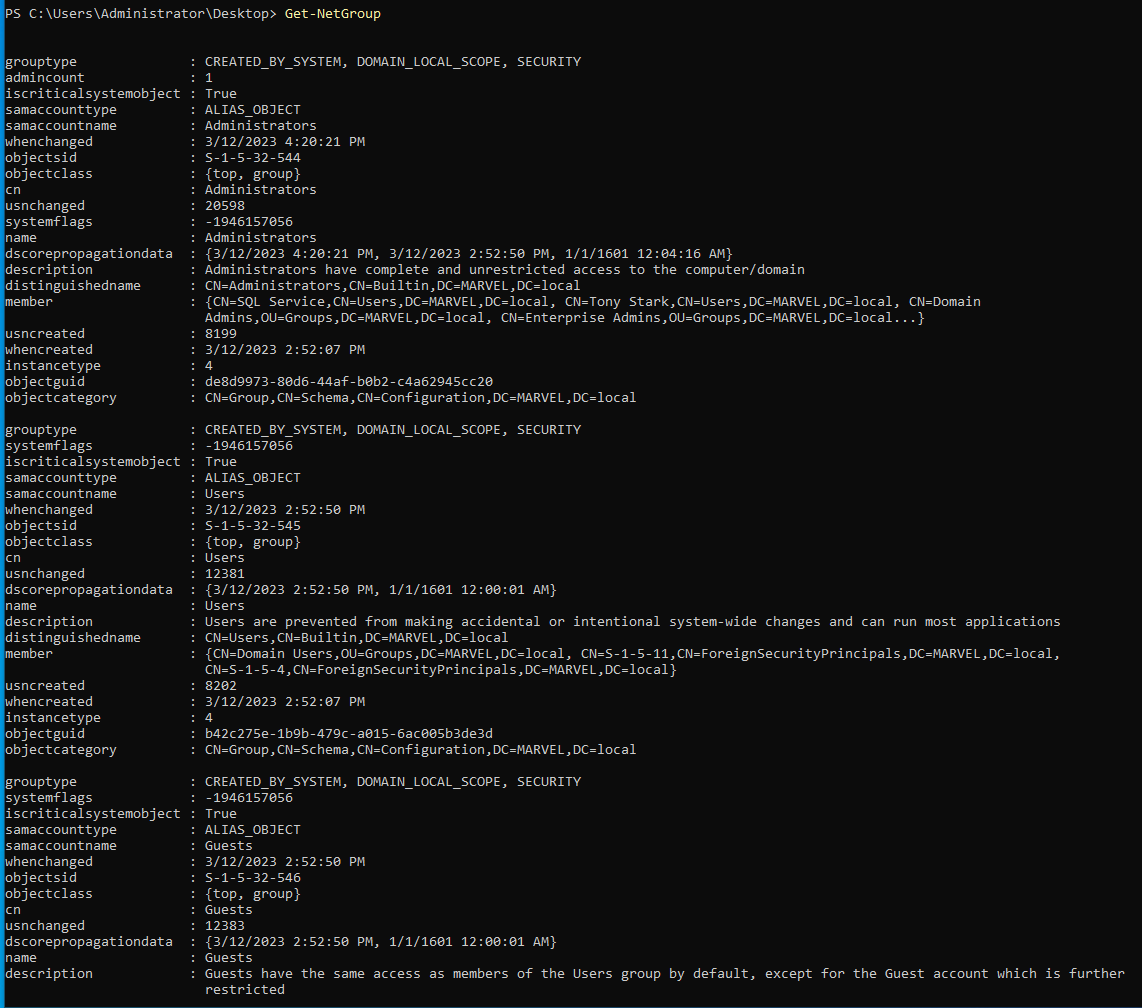 PS C:\Users\Administrator\Desktop> Get-NetGroup
grouptype : CREATED_BY_SYSTEM, DOMAIN_LOCAL_SCOPE, SECURITY
admincount : 1
iscriticalsystemobject : True
samaccounttype : ALIAS_OBJECT
samaccountname : Administrators
whenchanged : 3/12/2023 4:20:21 PM
objectsid : S-1-5-32-544
objectclass : {top, group}
cn : Administrators
usnchanged : 20598
systemflags : -1946157056
name : Administrators
dscorepropagationdata : {3/12/2023 4:20:21 PM, 3/12/2023 2:52:50 PM, 1/1/1601 12:04:16 AM}
description : Administrators have complete and unrestricted access to the computer/domain
distinguishedname : CN=Administrators,CN=Builtin,DC=MARVEL,DC=local
member : {CN=SQL Service,CN=Users,DC=MARVEL,DC=local, CN=Tony Stark,CN=Users,DC=MARVEL,DC=local, CN=Domain
Admins,OU=Groups,DC=MARVEL,DC=local, CN=Enterprise Admins,OU=Groups,DC=MARVEL,DC=local...}
usncreated : 8199
whencreated : 3/12/2023 2:52:07 PM
instancetype : 4
objectguid : de8d9973-80d6-44af-b0b2-c4a62945cc20
objectcategory : CN=Group,CN=Schema,CN=Configuration,DC=MARVEL,DC=local
grouptype : CREATED_BY_SYSTEM, DOMAIN_LOCAL_SCOPE, SECURITY
systemflags : -1946157056
iscriticalsystemobject : True
samaccounttype : ALIAS_OBJECT
samaccountname : Users
whenchanged : 3/12/2023 2:52:50 PM
objectsid : S-1-5-32-545
objectclass : {top, group}
cn : Users
usnchanged : 12381
dscorepropagationdata : {3/12/2023 2:52:50 PM, 1/1/1601 12:00:01 AM}
name : Users
description : Users are prevented from making accidental or intentional system-wide changes and can run most applications
distinguishedname : CN=Users,CN=Builtin,DC=MARVEL,DC=local
member : {CN=Domain Users,OU=Groups,DC=MARVEL,DC=local, CN=S-1-5-11,CN=ForeignSecurityPrincipals,DC=MARVEL,DC=local,
CN=S-1-5-4,CN=ForeignSecurityPrincipals,DC=MARVEL,DC=local}
usncreated : 8202
whencreated : 3/12/2023 2:52:07 PM
instancetype : 4
objectguid : b42c275e-1b9b-479c-a015-6ac005b3de3d
objectcategory : CN=Group,CN=Schema,CN=Configuration,DC=MARVEL,DC=local
grouptype : CREATED_BY_SYSTEM, DOMAIN_LOCAL_SCOPE, SECURITY
systemflags : -1946157056
iscriticalsystemobject : True
samaccounttype : ALIAS_OBJECT
samaccountname : Guests
whenchanged : 3/12/2023 2:52:50 PM
objectsid : S-1-5-32-546
objectclass : {top, group}
cn : Guests
usnchanged : 12383
dscorepropagationdata : {3/12/2023 2:52:50 PM, 1/1/1601 12:00:01 AM}
name : Guests
description : Guests have the same access as members of the Users group by default, except for the Guest account which is further
restricted